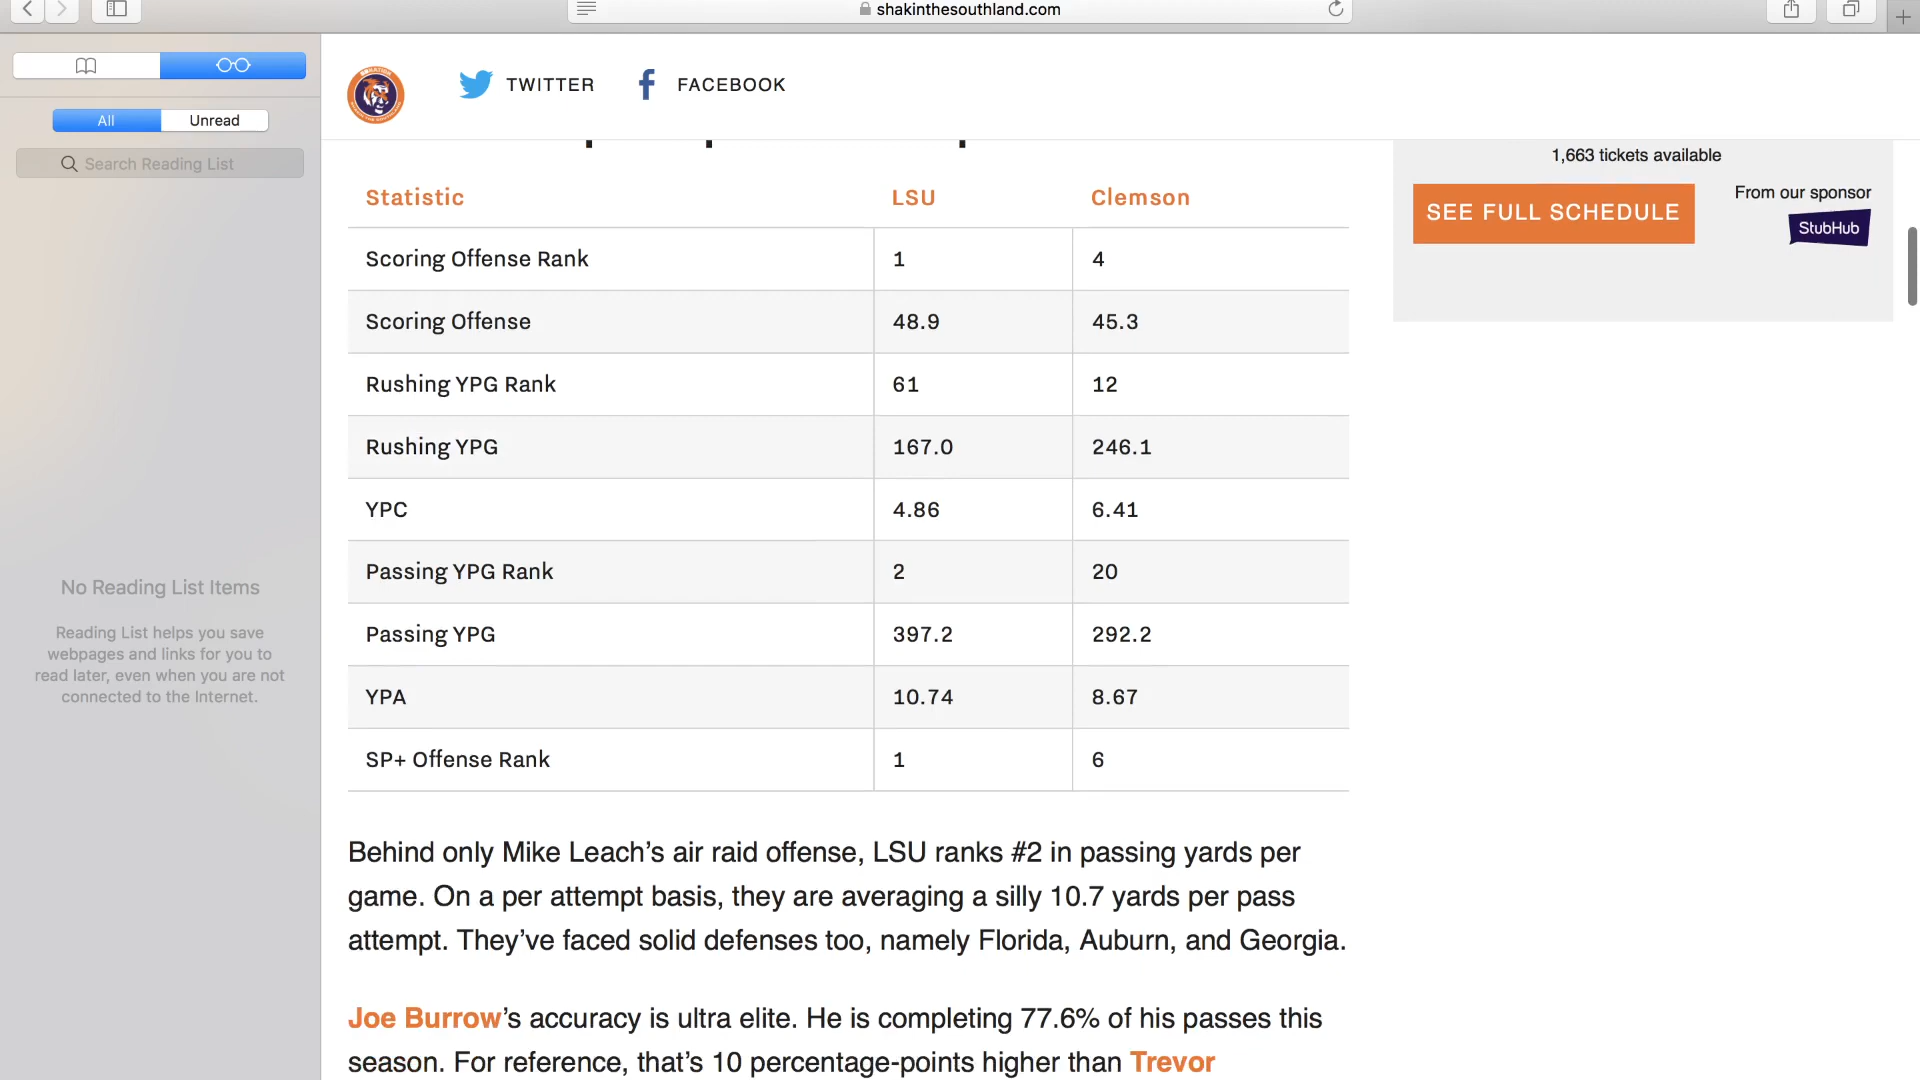 shakinthesouthland.com
TWITTER
FACEBOOK
All
Unread
Search Reading List
No Reading List Items
Reading List helps you save
webpages and links for you to
read later, even when you are not
connected to the Internet.
1,663 tickets available
SEE FULL SCHEDULE
From our sponsor
StubHub
Statistic LSU Clemson
Scoring Offense Rank 1 4
Scoring Offense 48.9 45.3
Rushing YPG Rank 61 12
Rushing YPG 167.0 246.1
YPC 4.86 6.41
Passing YPG Rank 2 20
Passing YPG 397.2 292.2
YPA 10.74 8.67
SP+ Offense Rank 1 6
Behind only Mike Leach’s air raid offense, LSU ranks #2 in passing yards per
game. On a per attempt basis, they are averaging a silly 10.7 yards per pass
attempt. They’ve faced solid defenses too, namely Florida, Auburn, and Georgia.
Joe Burrow’s accuracy is ultra elite. He is completing 77.6% of his passes this
season. For reference, that’s 10 percentage-points higher than Trevor